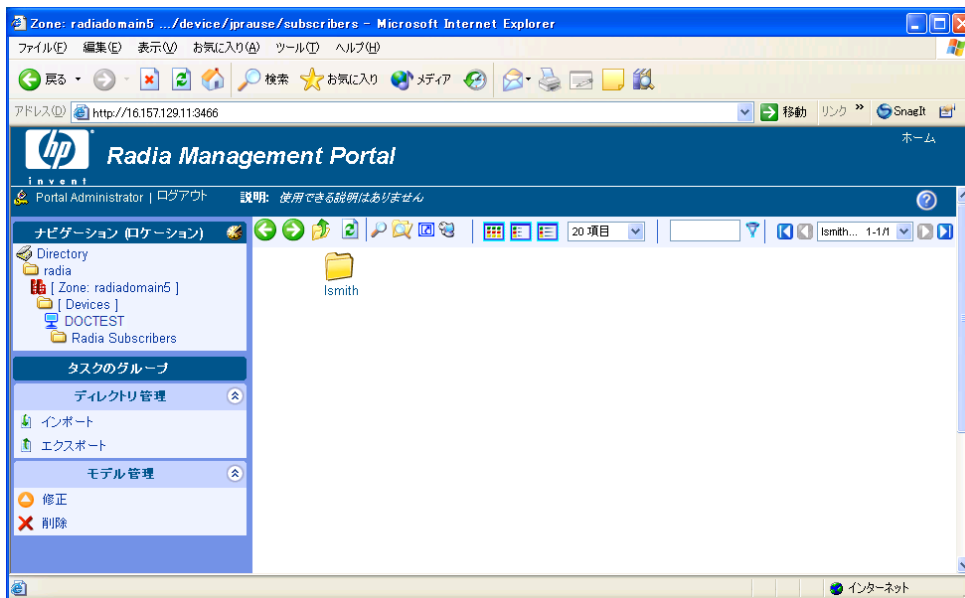 Zone: radiadomain5 .../device/jprause/subscribers - Microsoft Internet Explorer
ファイル(F) 編集(E) 表示(V) お気に入り(A) ツール(T) ヘルプ(H)
戻る 検索 お気に入り メディア
アドレス(D) http://16.157.129.11:3466 移動 リンク » SnagIt
hp
invent
Radia Management Portal
ホーム
Portal Administrator | ログアウト 説明: 使用できる説明はありません
ナビゲーション (ロケーション) 20 項目 lsmith... 1-1/1
Directory
radia
[ Zone: radiadomain5 ]
[ Devices ]
DOCTEST
Radia Subscribers
lsmith
タスクのグループ
ディレクトリ管理
インポート
エクスポート
モデル管理
修正
削除
インターネット